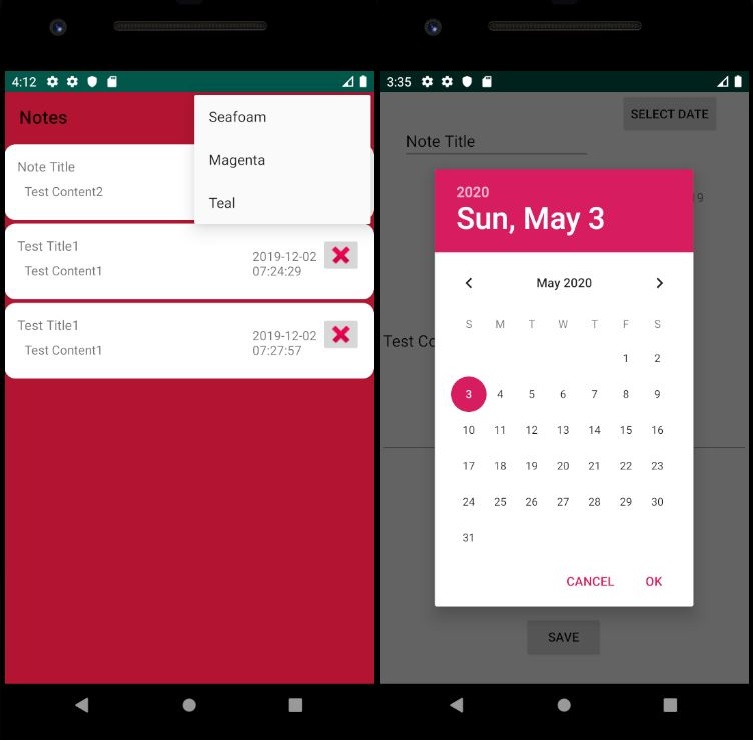 4:12
Notes
Seafoam
Magenta
Teal
Note Title
Test Content2
Test Title1
Test Content1
2019-12-02
07:24:29
Test Title1
Test Content1
2019-12-02
07:27:57
3:35
SELECT DATE
Note Title
9
2020
Sun, May 3
May 2020
S M T W T F S
1 2
Test Co
3 4 5 6 7 8 9
10 11 12 13 14 15 16
17 18 19 20 21 22 23
24 25 26 27 28 29 30
31
CANCEL OK
SAVE